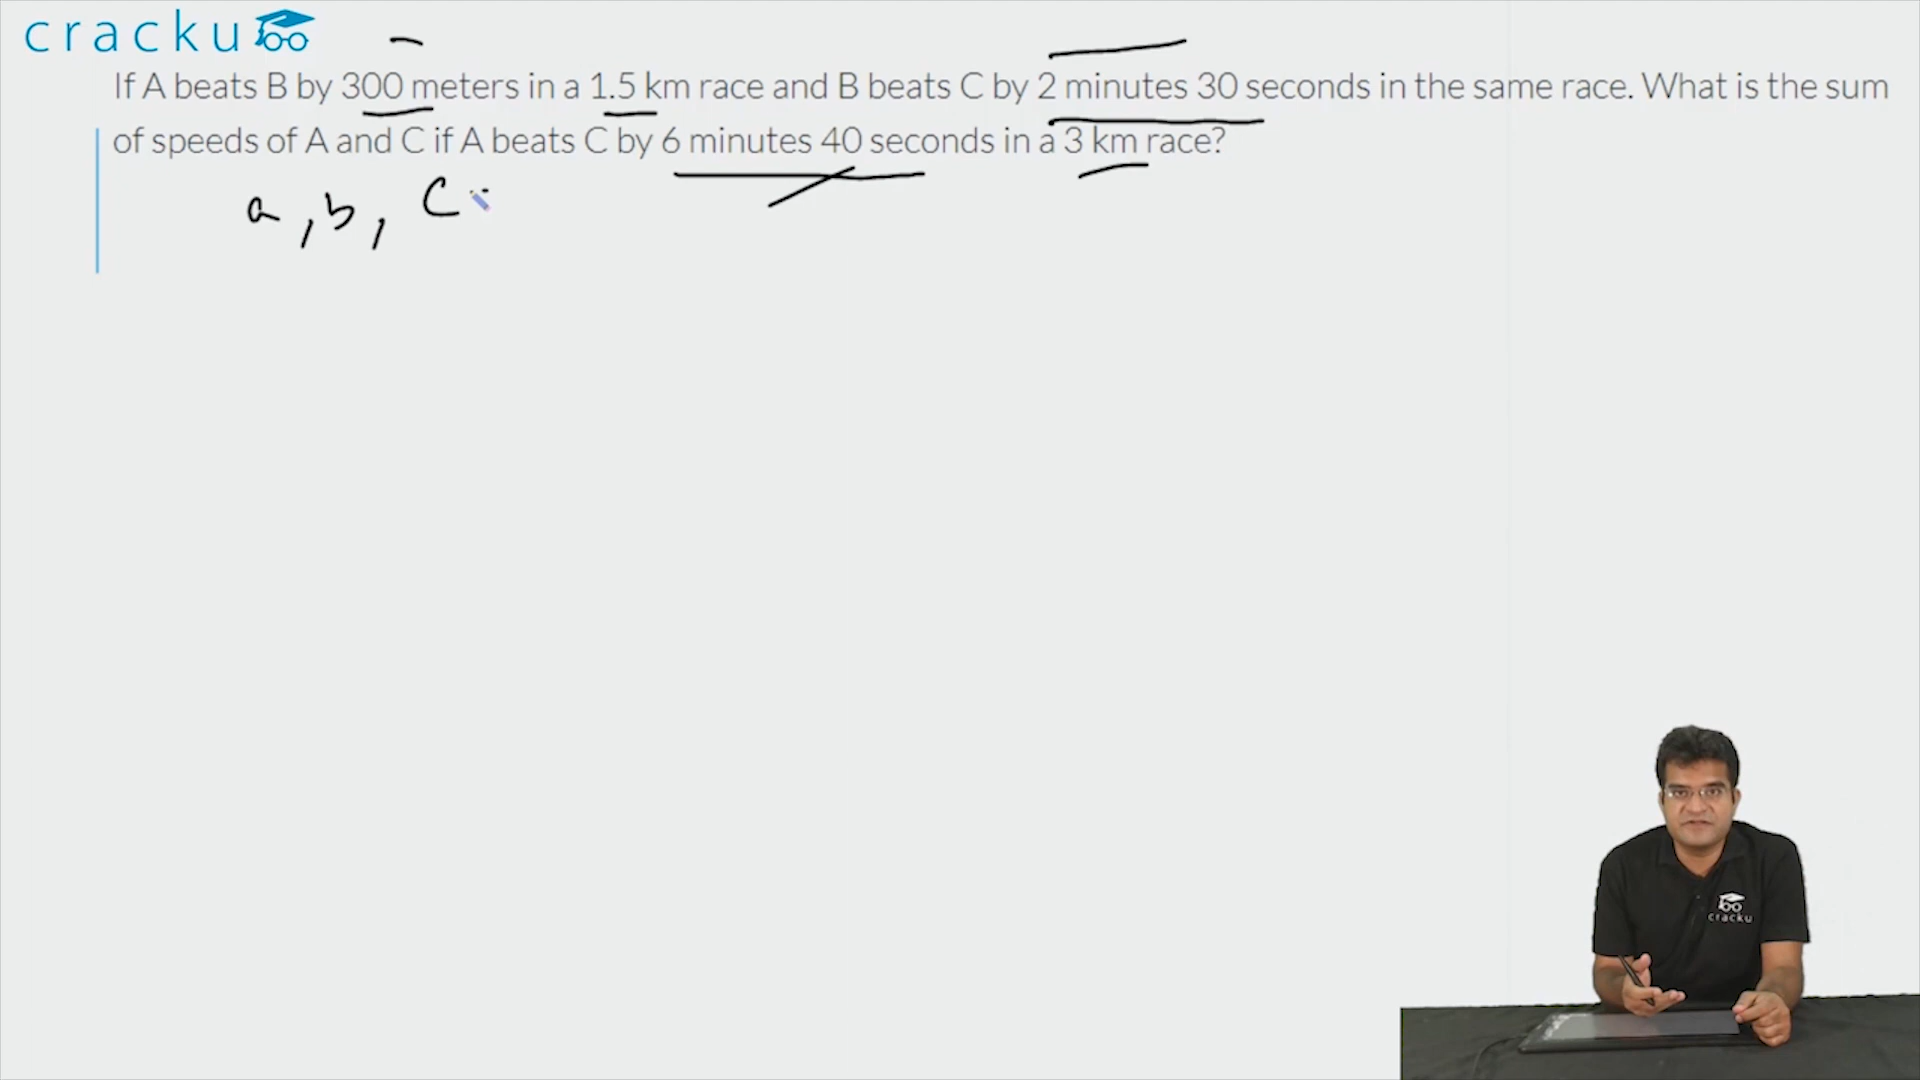 cracku
If A beats B by 300 meters in a 1.5 km race and B beats C by 2 minutes 30 seconds in the same race. What is the sum
of speeds of A and C if A beats C by 6 minutes 40 seconds in a 3 km race?
a, b, C
cracku